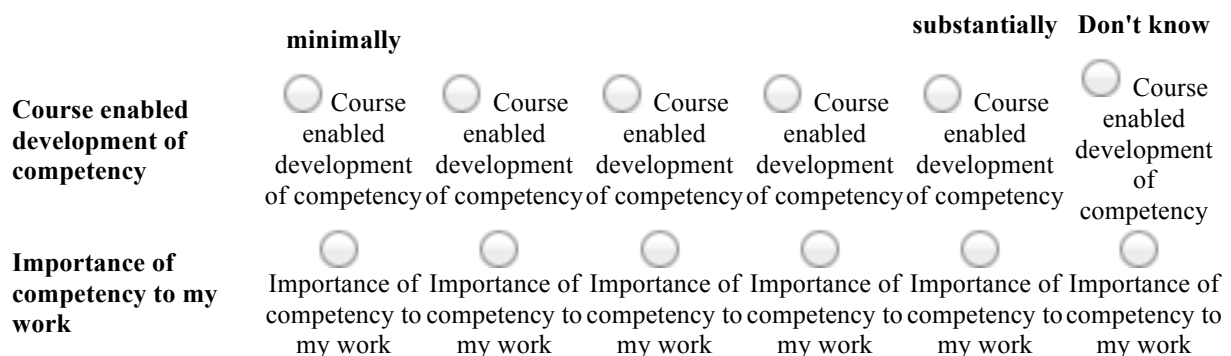 minimally substantially Don't know
Course enabled development of competency
Course Course Course Course Course Course
enabled enabled enabled enabled enabled enabled
development development development development development development
of competency of competency of competency of competency of competency of
competency
Importance of competency to my work
Importance of Importance of Importance of Importance of Importance of Importance of
competency to competency to competency to competency to competency to competency to
my work my work my work my work my work my work